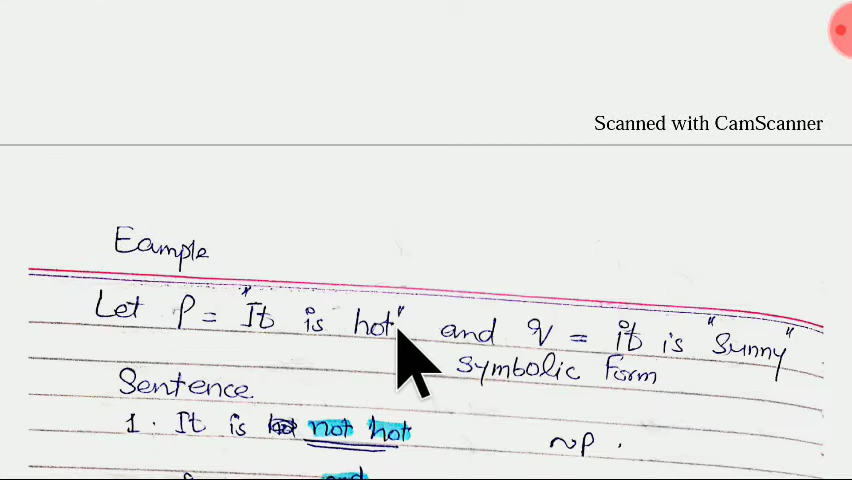 Scanned with CamScanner
Eample
Let P = "It is hot" and q = it is "Sunny"
Sentence
symbolic Form
1. It is not hot
~p.
and